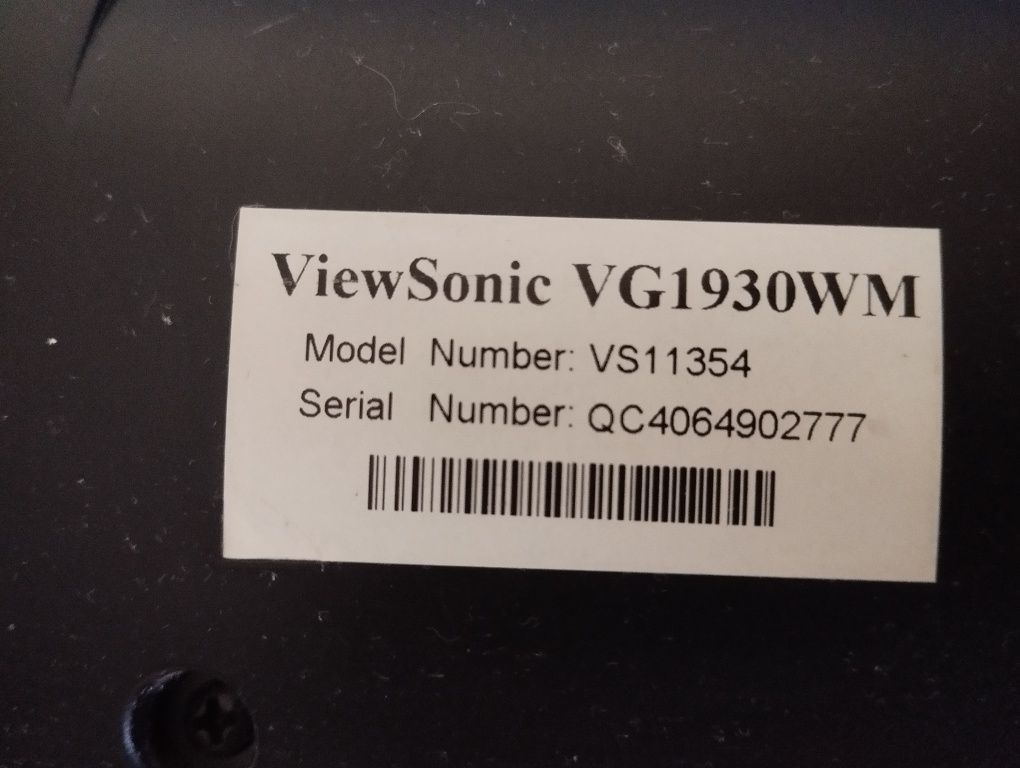 ViewSonic VG1930WM
Model Number: VS11354
Serial Number: QC4064902777